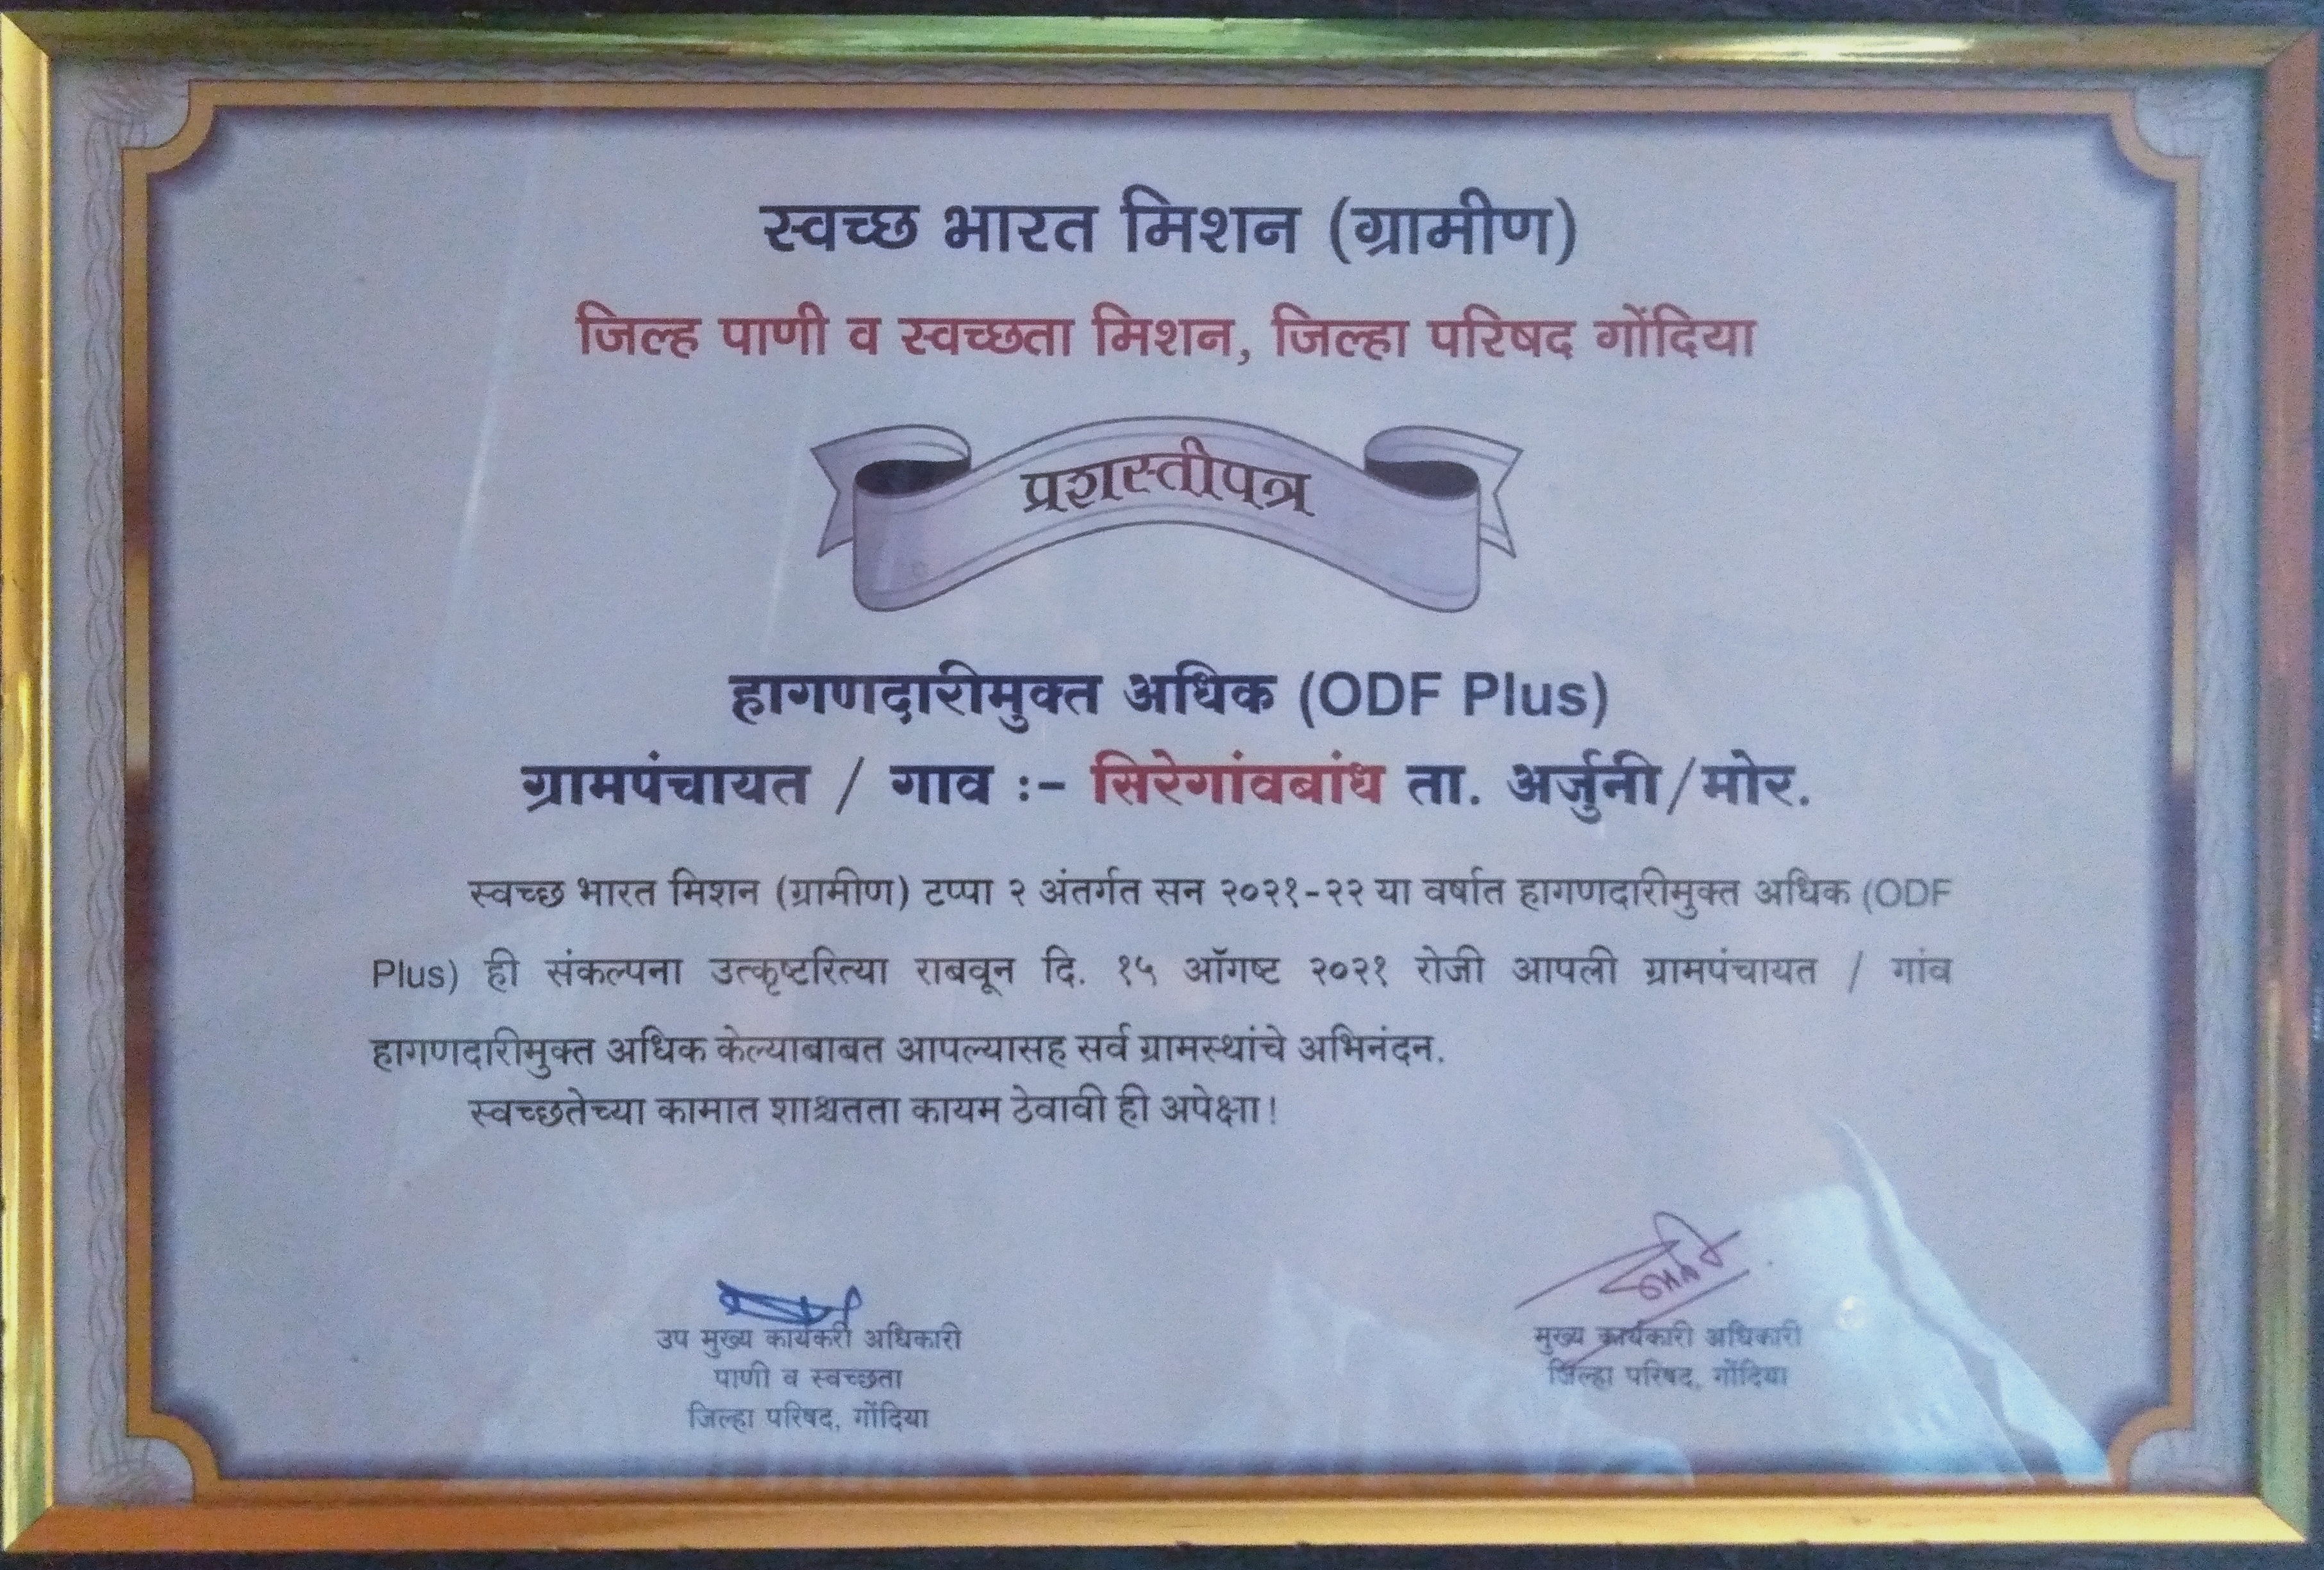 स्वच्छ भारत मिशन (ग्रामीण)
जिल्ह पाणी व स्वच्छता मिशन, जिल्हा परिषद गोंदिया
प्रशस्तीपत्र
हागणदारीमुक्त अधिक (ODF Plus)
ग्रामपंचायत / गाव :- सिरेगांवबांध ता. अर्जुनी/मोर.
स्वच्छ भारत मिशन (ग्रामीण) टप्पा २ अंतर्गत सन २०२१-२२ या वर्षात हागणदारीमुक्त अधिक (ODF
Plus) ही संकल्पना उत्कृष्टरित्या राबवून दि. १५ ऑगष्ट २०२१ रोजी आपली ग्रामपंचायत / गांव
हागणदारीमुक्त अधिक केल्याबाबत आपल्यासह सर्व ग्रामस्थांचे अभिनंदन.
स्वच्छतेच्या कामात शाश्वतता कायम ठेवावी ही अपेक्षा!
उप मुख्य कार्यकरी अधिकारी
पाणी व स्वच्छता
जिल्हा परिषद, गोंदिया
मुख्य कार्यकारी अधिकारी
जिल्हा परिषद, गोंदिया